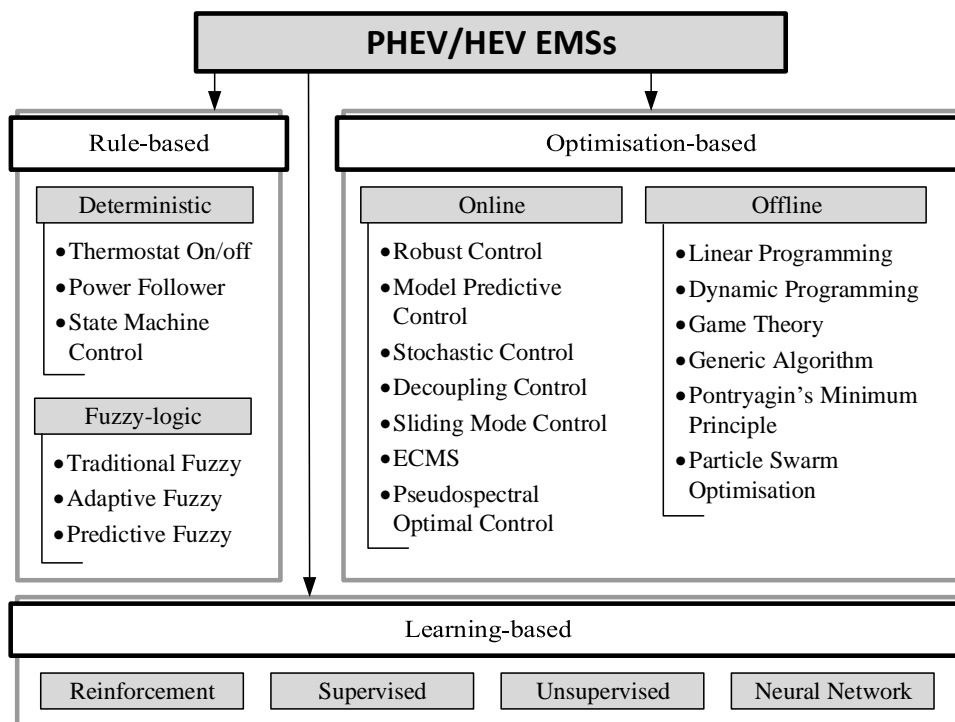 PHEV/HEV EMSs
Rule-based
Deterministic
•Thermostat On/off
•Power Follower
•State Machine
Control
Fuzzy-logic
•Traditional Fuzzy
•Adaptive Fuzzy
•Predictive Fuzzy
Optimisation-based
Online
•Robust Control
•Model Predictive
Control
•Stochastic Control
•Decoupling Control
•Sliding Mode Control
•ECMS
•Pseudospectral
Optimal Control
Offline
•Linear Programming
•Dynamic Programming
•Game Theory
•Generic Algorithm
•Pontryagin’s Minimum
Principle
•Particle Swarm
Optimisation
Learning-based
Reinforcement
Supervised
Unsupervised
Neural Network